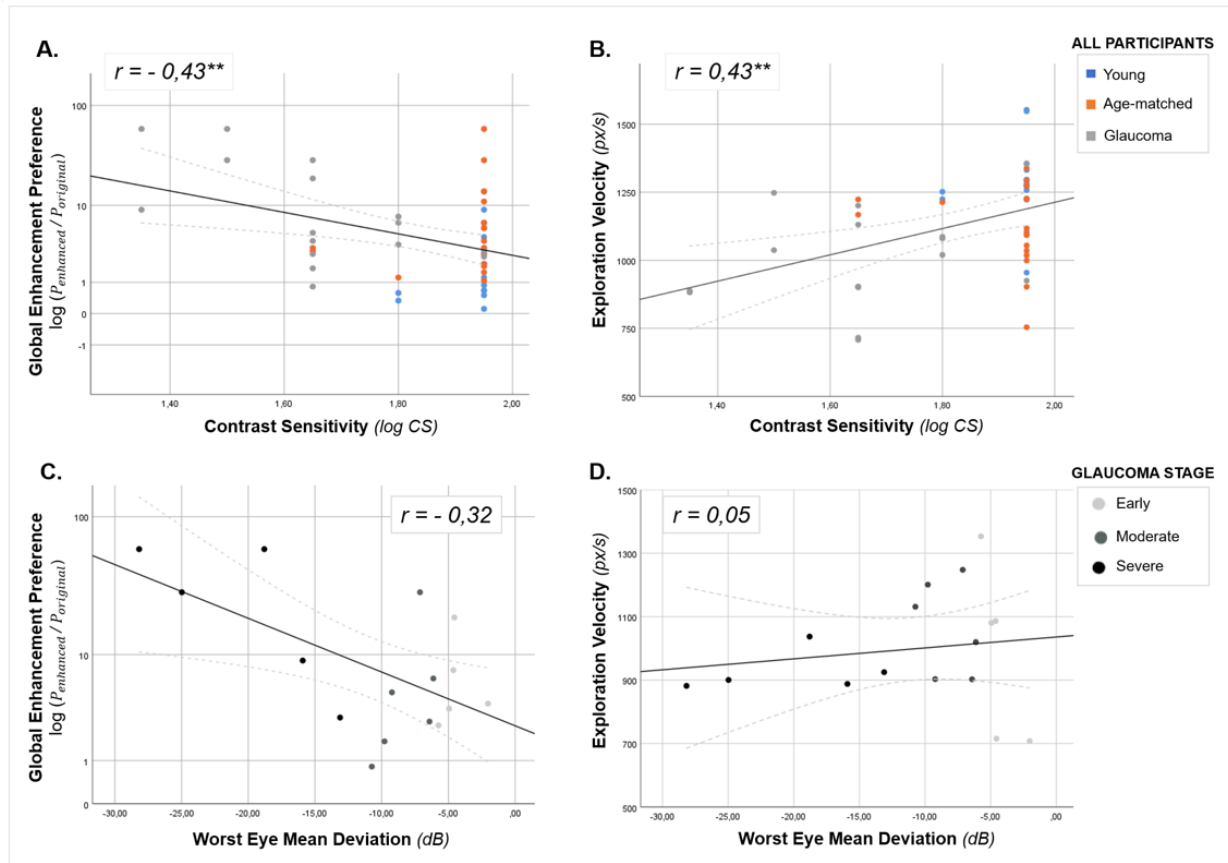 A.
r = - 0,43**
Global Enhancement Preference
log (P_enhanced / P_original)
100
10
1
0
-1
1,40
1,60
1,80
2,00
Contrast Sensitivity (log CS)
B.
r = 0,43**
Exploration Velocity (px/s)
1500
1250
1000
750
500
1,40
1,60
1,80
2,00
Contrast Sensitivity (log CS)
ALL PARTICIPANTS
Young
Age-matched
Glaucoma
C.
r = - 0,32
Global Enhancement Preference
log (P_enhanced / P_original)
100
10
1
0
-30,00
-25,00
-20,00
-15,00
-10,00
-5,00
,00
Worst Eye Mean Deviation (dB)
D.
r = 0,05
Exploration Velocity (px/s)
1500
1300
1100
900
700
500
-30,00
-25,00
-20,00
-15,00
-10,00
-5,00
,00
Worst Eye Mean Deviation (dB)
GLAUCOMA STAGE
Early
Moderate
Severe